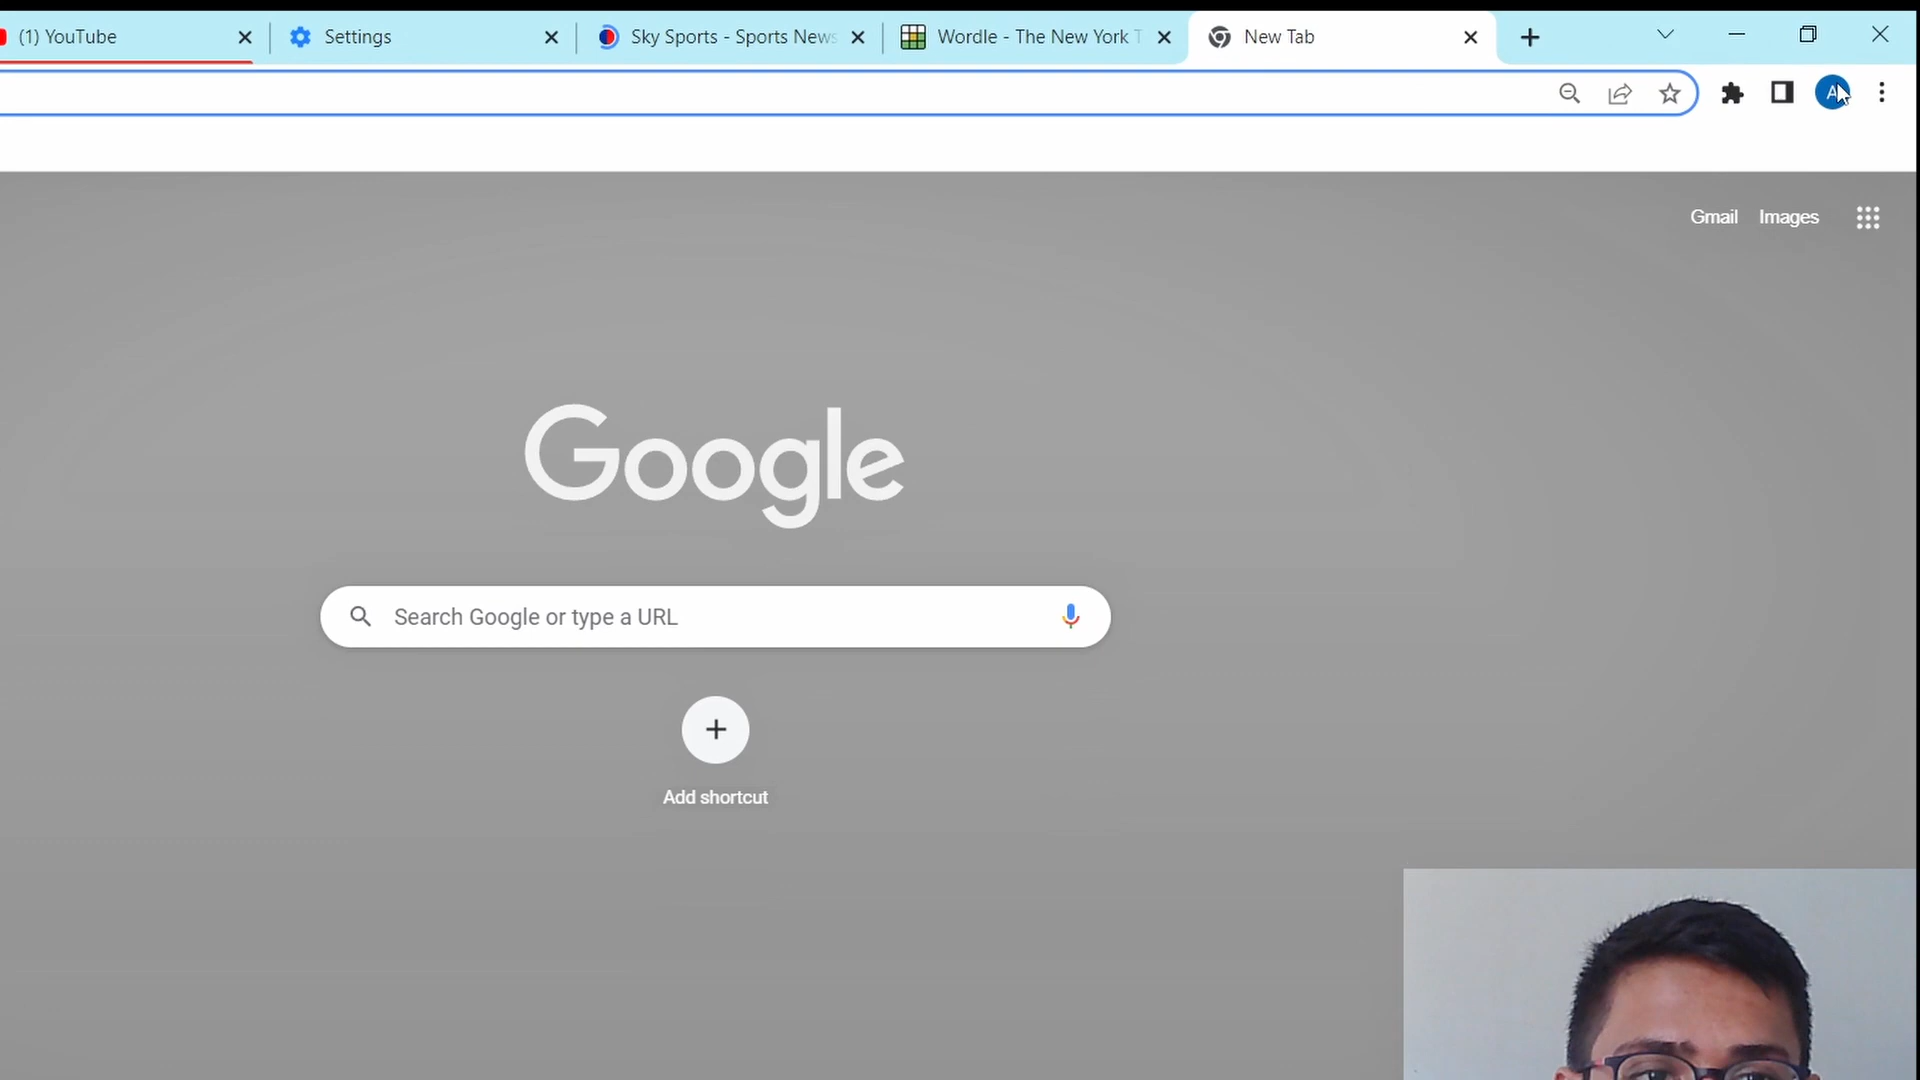 (1) YouTube
Settings
Sky Sports - Sports News
Wordle - The New York T
New Tab
A
Gmail Images
Google
Search Google or type a URL
Add shortcut